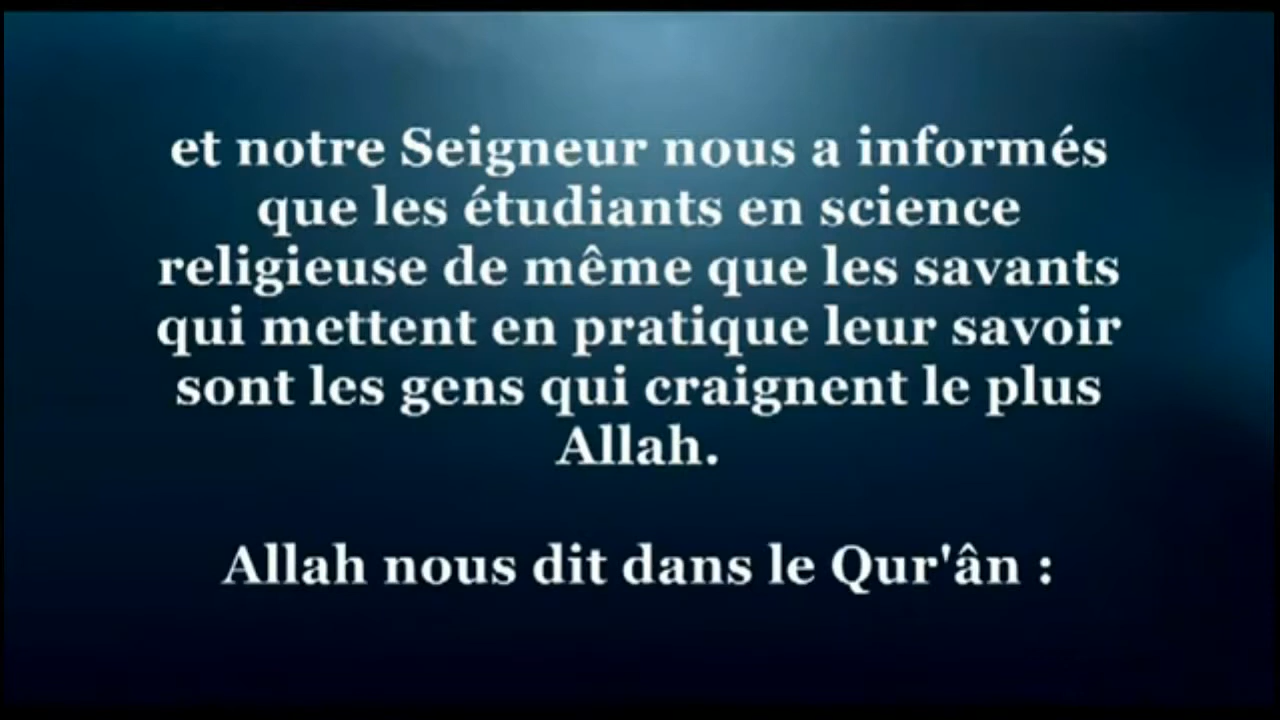 et notre Seigneur nous a informés
que les étudiants en science
religieuse de même que les savants
qui mettent en pratique leur savoir
sont les gens qui craignent le plus
Allah.
Allah nous dit dans le Qur'ân :